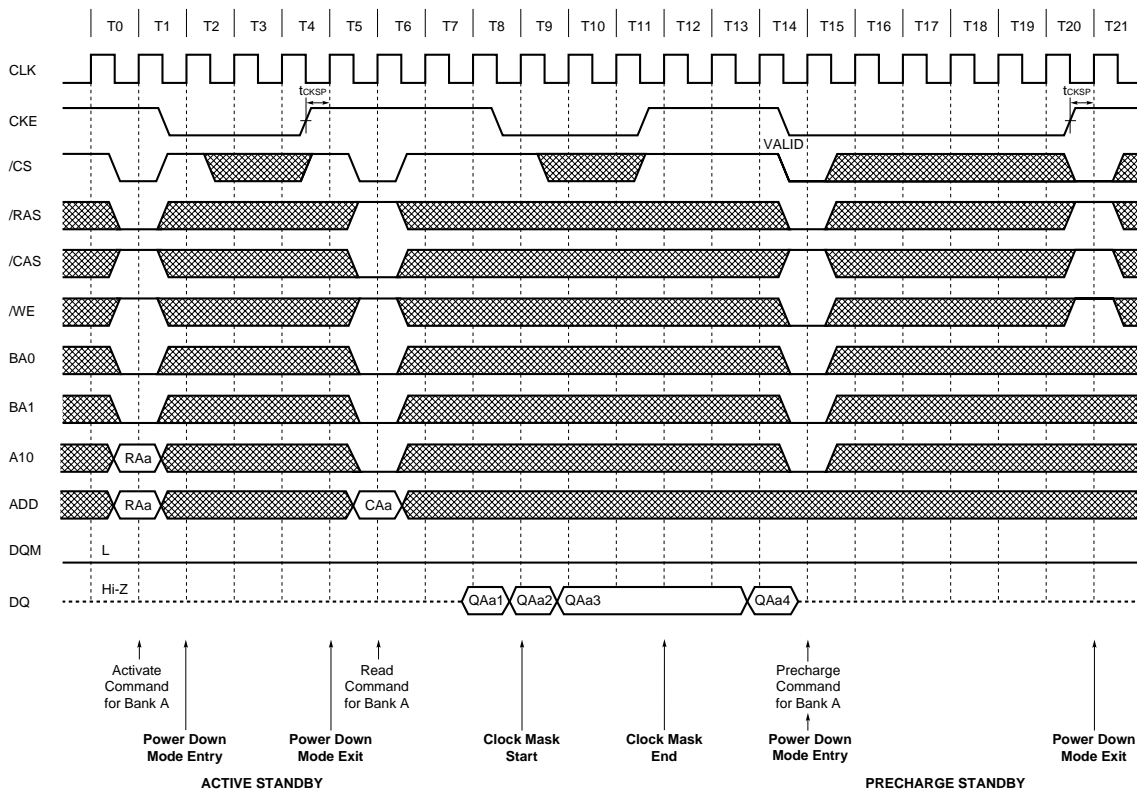 T0 T1 T2 T3 T4 T5 T6 T7 T8 T9 T10 T11 T12 T13 T14 T15 T16 T17 T18 T19 T20 T21
CLK
tCKSP
tCKSP
CKE
VALID
/CS
/RAS
/CAS
/WE
BA0
BA1
A10
RAa
ADD
RAa
CAa
DQM
L
Hi-Z
DQ
QAa1
QAa2
QAa3
QAa4
Activate
Command
for Bank A
Read
Command
for Bank A
Precharge
Command
for Bank A
Power Down
Mode Entry
Power Down
Mode Exit
Clock Mask
Start
Clock Mask
End
Power Down
Mode Entry
Power Down
Mode Exit
ACTIVE STANDBY
PRECHARGE STANDBY